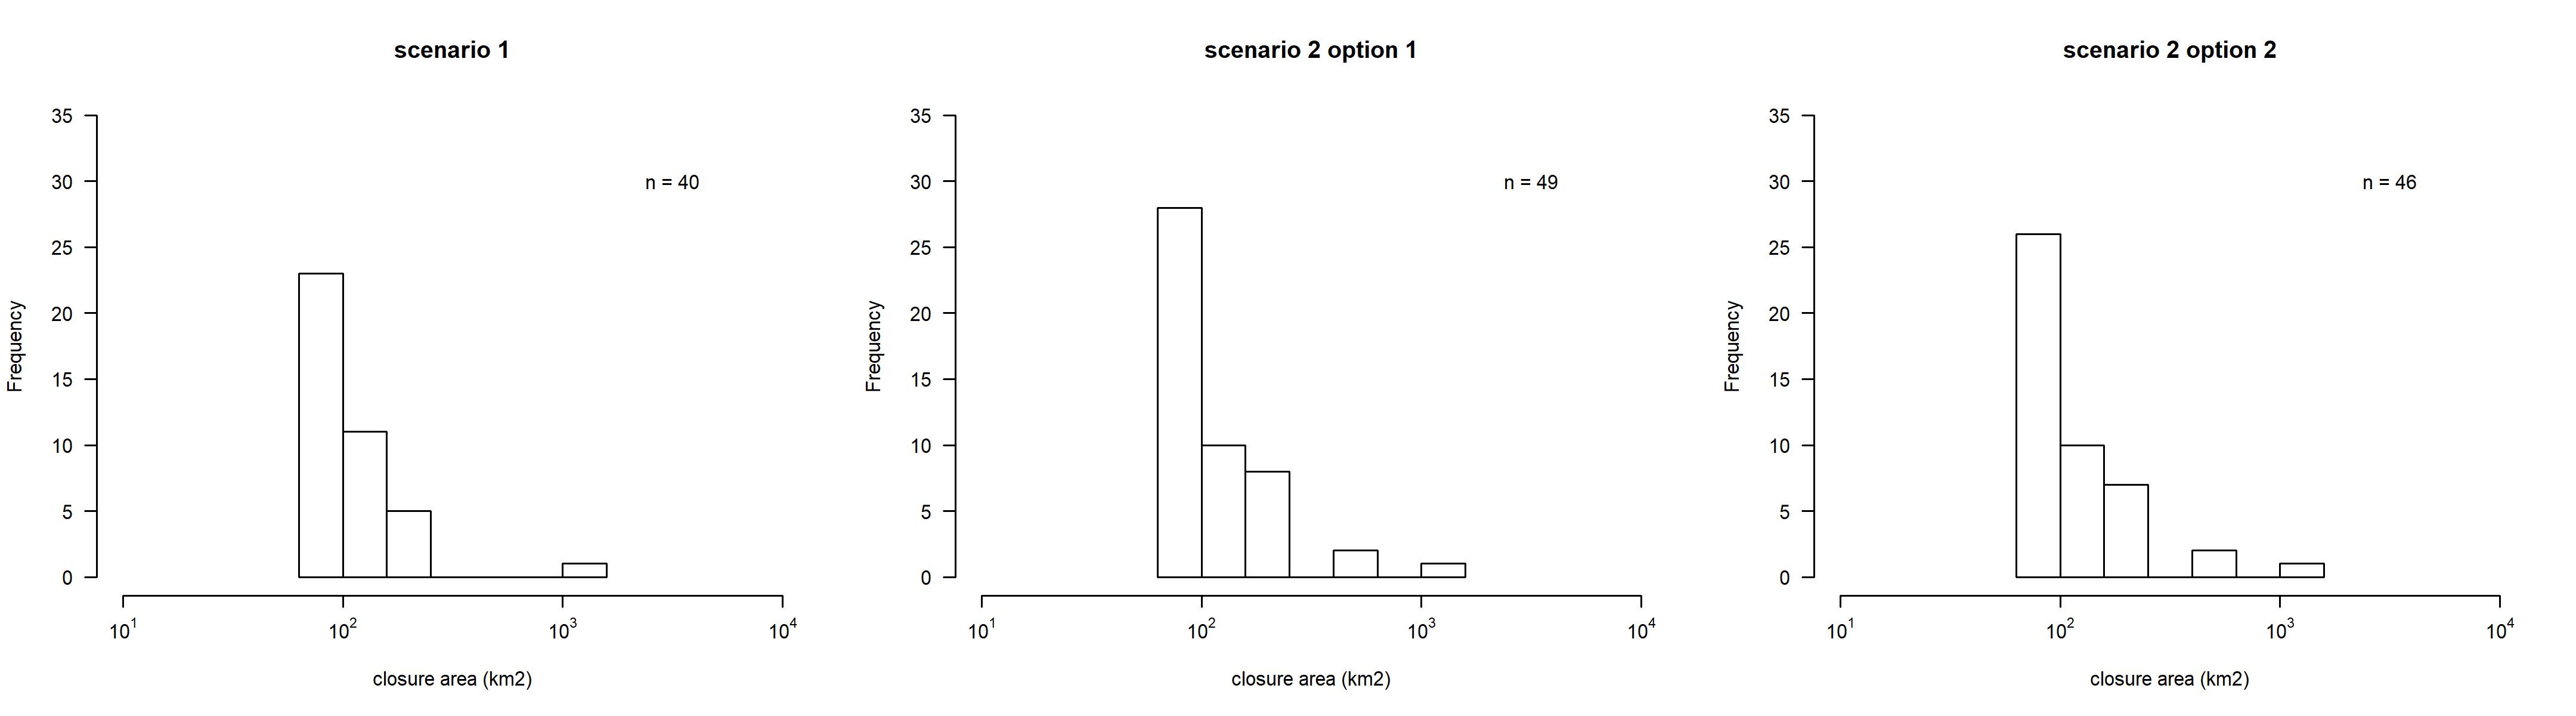 scenario 1
35
30
25
20
15
10
5
0
Frequency
n = 40
10¹ 10² 10³ 10⁴
closure area (km2)
scenario 2 option 1
35
30
25
20
15
10
5
0
Frequency
n = 49
10¹ 10² 10³ 10⁴
closure area (km2)
scenario 2 option 2
35
30
25
20
15
10
5
0
Frequency
n = 46
10¹ 10² 10³ 10⁴
closure area (km2)